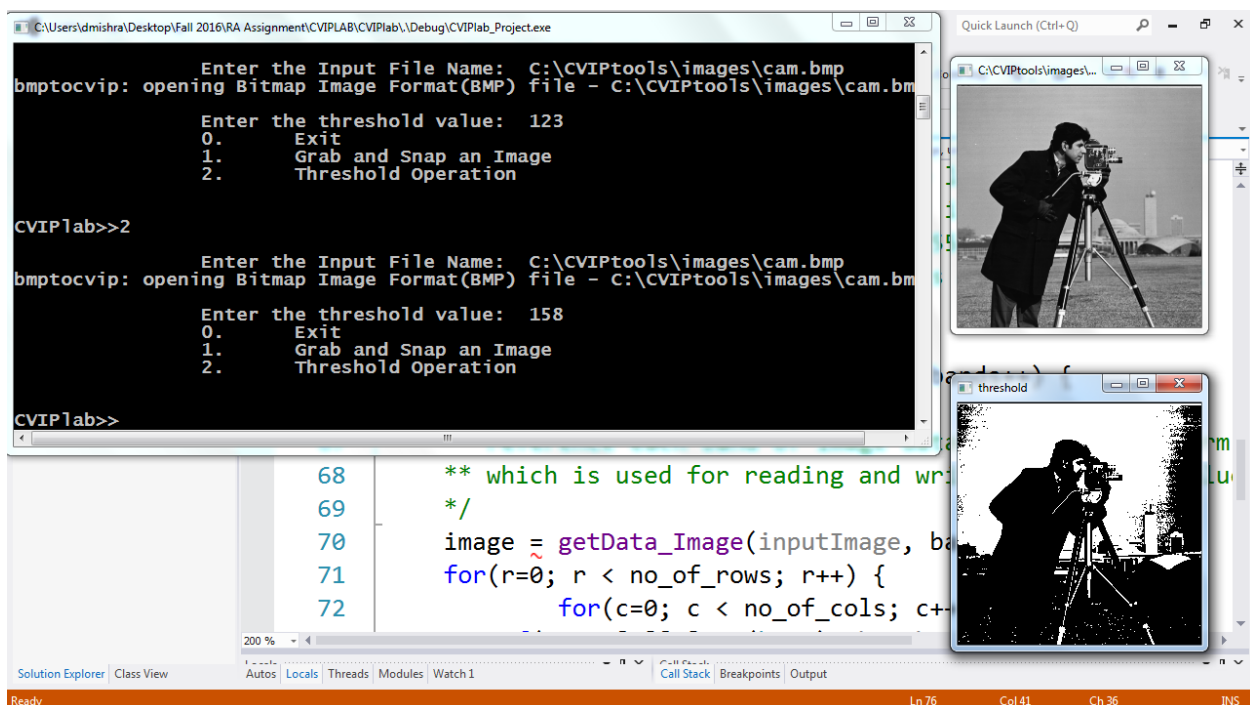 C:\Users\dmishra\Desktop\Fall 2016\RA Assignment\CVIPLAB\CVIPlab\.\Debug\CVIPlab_Project.exe
Enter the Input File Name: C:\CVIPtools\images\cam.bmp
bmptocvip: opening Bitmap Image Format(BMP) file - C:\CVIPtools\images\cam.bm
Enter the threshold value: 123
0. Exit
1. Grab and Snap an Image
2. Threshold Operation
CVIPlab>>2
Enter the Input File Name: C:\CVIPtools\images\cam.bmp
bmptocvip: opening Bitmap Image Format(BMP) file - C:\CVIPtools\images\cam.bm
Enter the threshold value: 158
0. Exit
1. Grab and Snap an Image
2. Threshold Operation
CVIPlab>>
Quick Launch (Ctrl+Q)
C:\CVIPtools\images\...
threshold
68 ** which is used for reading and wri
69 */
70 image = getData_Image(inputImage, ba
71 for(r=0; r < no_of_rows; r++) {
72 for(c=0; c < no_of_cols; c+
200 %
Solution Explorer Class View
Autos Locals Threads Modules Watch 1
Call Stack Breakpoints Output
Ready Ln 76 Col 41 Ch 36 INS